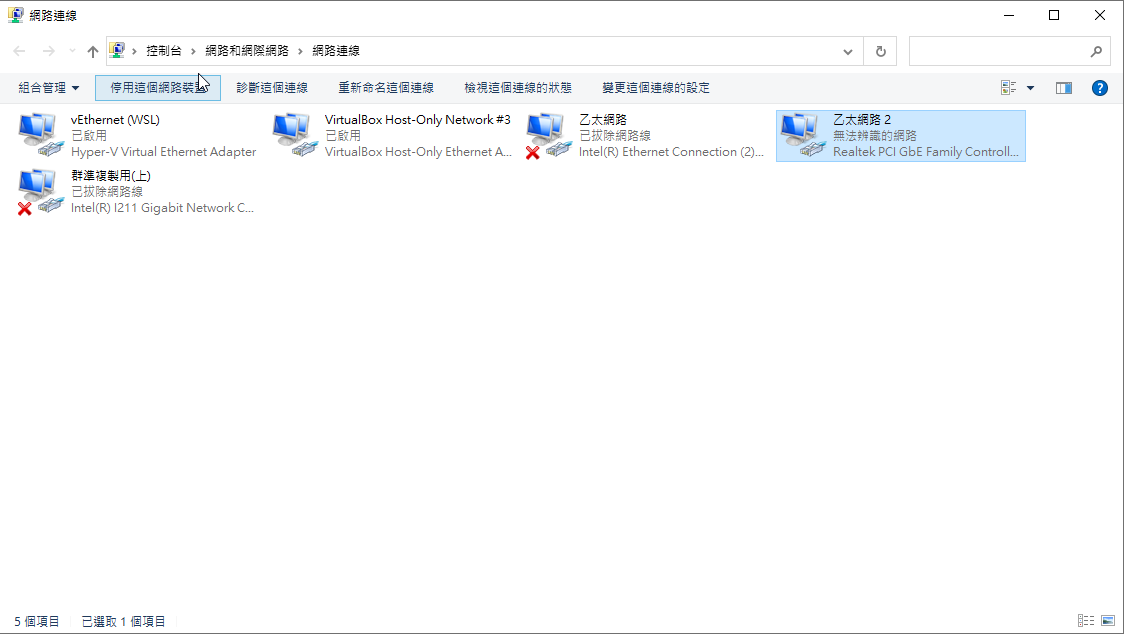 網路連線
控制台 › 網路和網際網路 › 網路連線
組合管理 停用這個網路裝置 診斷這個連線 重新命名這個連線 檢視這個連線的狀態 變更這個連線的設定
vEthernet (WSL)
已啟用
Hyper-V Virtual Ethernet Adapter
VirtualBox Host-Only Network #3
已啟用
VirtualBox Host-Only Ethernet A...
乙太網路
已拔除網路線
Intel(R) Ethernet Connection (2)...
乙太網路 2
無法辨識的網路
Realtek PCI GbE Family Controll...
群準複製用(上)
已拔除網路線
Intel(R) I211 Gigabit Network C...
5 個項目 已選取 1 個項目